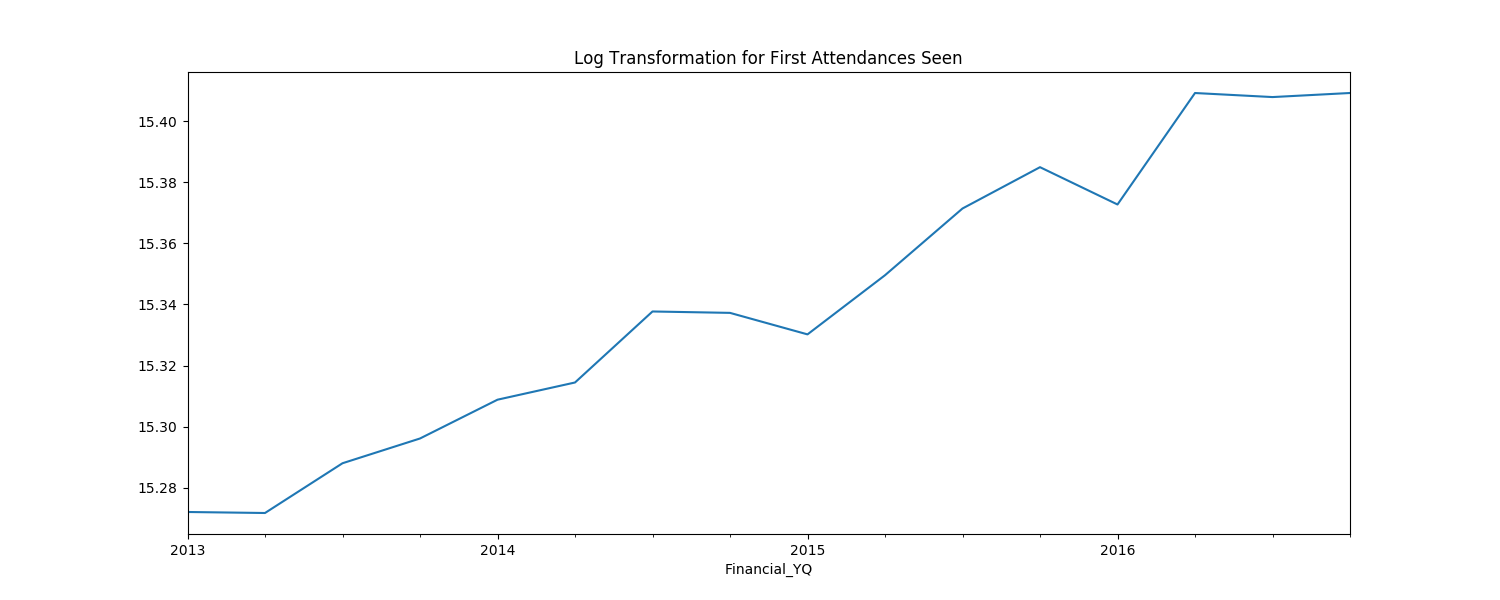 Log Transformation for First Attendances Seen
15.40
15.38
15.36
15.34
15.32
15.30
15.28
2013 2014 2015 2016
Financial_YQ